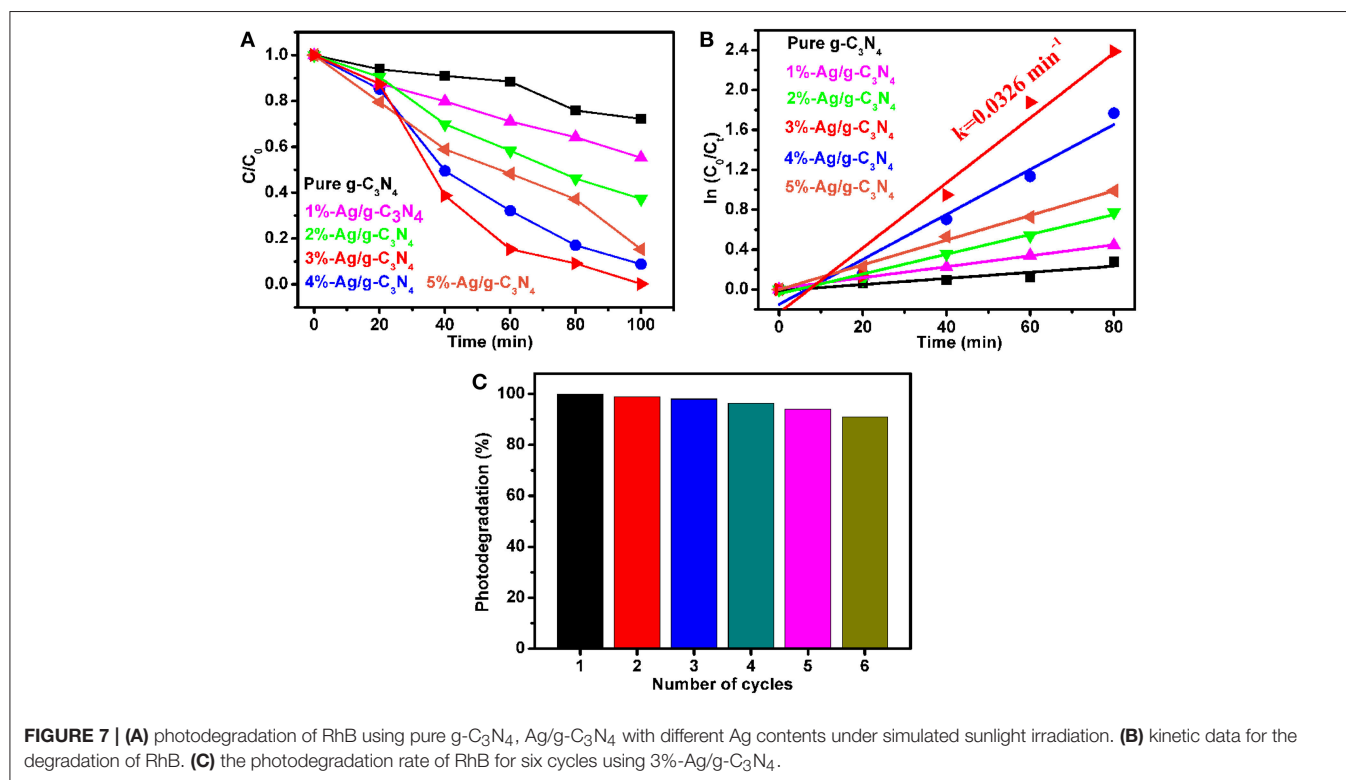 A
C/C₀
1.0
0.8
0.6
0.4
0.2
0.0
Pure g-C₃N₄
1%-Ag/g-C₃N₄
2%-Ag/g-C₃N₄
3%-Ag/g-C₃N₄
4%-Ag/g-C₃N₄ 5%-Ag/g-C₃N₄
0 20 40 60 80 100
Time (min)
B
ln (C₀/Cₜ)
2.4
2.0
1.6
1.2
0.8
0.4
0.0
Pure g-C₃N₄
1%-Ag/g-C₃N₄
2%-Ag/g-C₃N₄
3%-Ag/g-C₃N₄
4%-Ag/g-C₃N₄
5%-Ag/g-C₃N₄
k=0.0326 min⁻¹
0 20 40 60 80
Time (min)
C
Photodegradation (%)
100
80
60
40
20
0
1 2 3 4 5 6
Number of cycles
FIGURE 7 | (A) photodegradation of RhB using pure g-C₃N₄, Ag/g-C₃N₄ with different Ag contents under simulated sunlight irradiation. (B) kinetic data for the
degradation of RhB. (C) the photodegradation rate of RhB for six cycles using 3%-Ag/g-C₃N₄.